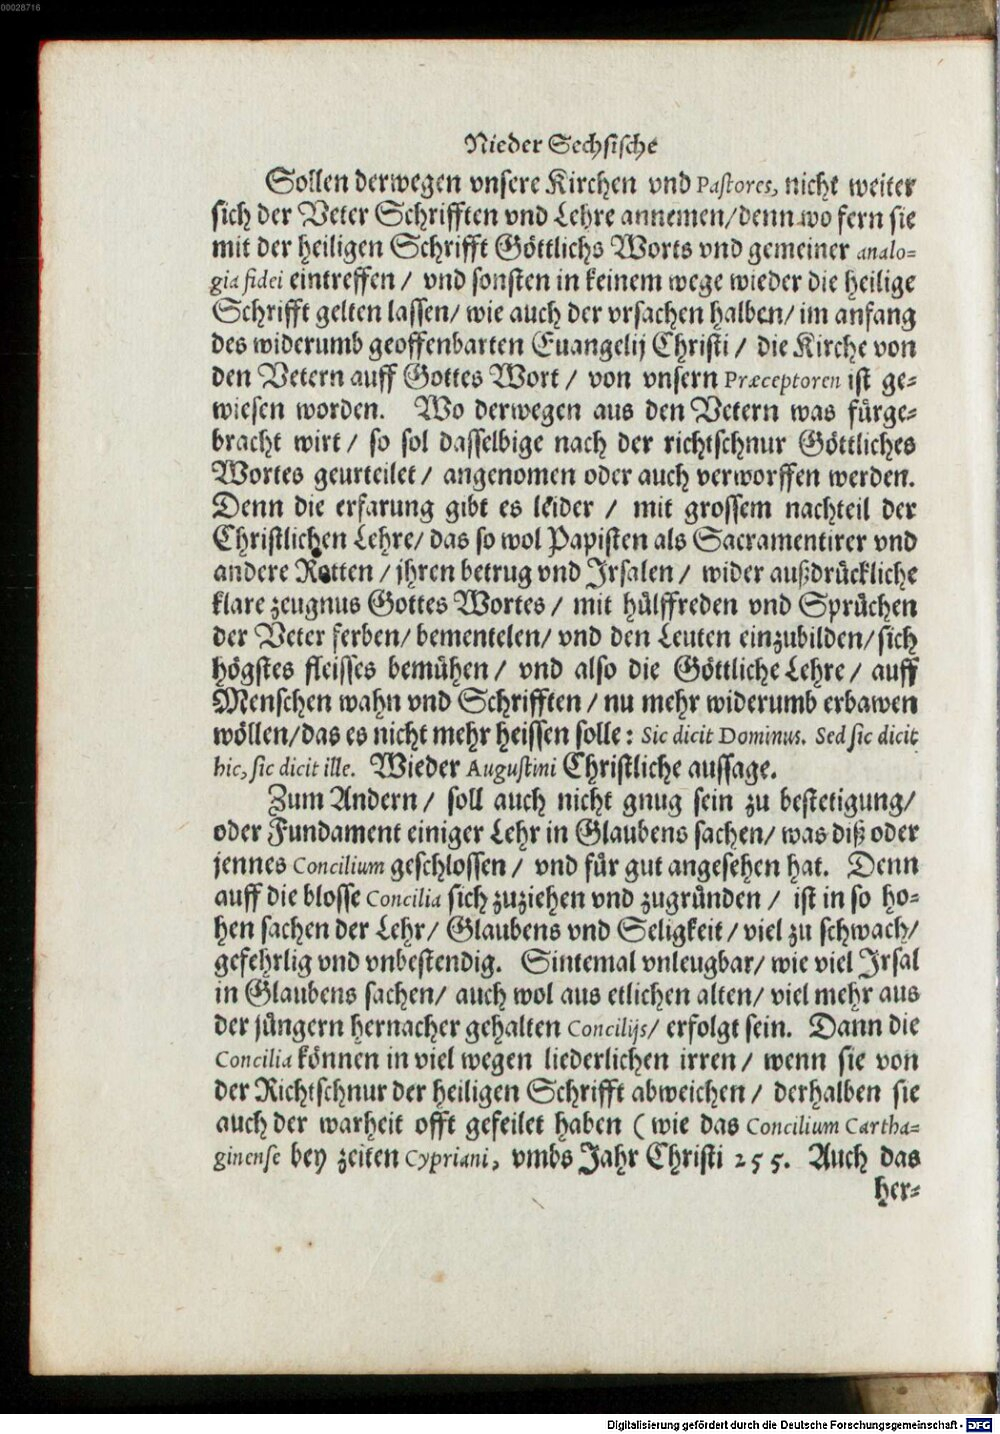 00028716
Nieder Sechsische
Sollen derwegen vnsere Kirchen vnd Pastores, nicht weiter
sich der Veter Schrifften vnd Lehre annemen/denn wo fern sie
mit der heiligen Schrifft Göttlichs Worts vnd gemeiner analo-
gia fidei eintreffen / vnd sonsten in keinem wege wieder die heilige
Schrifft gelten lassen/ wie auch der vrsachen halben/ im anfang
des widerumb geoffenbarten Euangelij Christi / die Kirche von
den Vetern auff Gottes Wort / von vnsern Præceptoren ist ge-
wiesen worden. Wo derwegen aus den Vetern was fürge-
bracht wirt / so sol dasselbige nach der richtschnur Göttliches
Wortes geurteilet / angenomen oder auch verworffen werden.
Denn die erfarung gibt es leider / mit grossem nachteil der
Christlichen Lehre/ das so wol Papisten als Sacramentirer vnd
andere Rotten / jhren betrug vnd Irsalen / wider außdrückliche
klare zeugnus Gottes Wortes / mit hülffreden vnd Sprüchen
der Veter ferben/ bementelen/ vnd den Leuten einzubilden/ sich
högstes fleisses bemühen / vnd also die Göttliche Lehre / auff
Menschen wahn vnd Schrifften / nu mehr widerumb erbawen
wöllen/das es nicht mehr heissen solle: Sic dicit Dominus. Sed sic dicit
hic, sic dicit ille. Wieder Augustini Christliche aussage.
Zum Andern / soll auch nicht gnug sein zu bestetigung/
oder Fundament einiger Lehr in Glaubens sachen/ was diß oder
jennes Concilium geschlossen / vnd für gut angesehen hat. Denn
auff die blosse Concilia sich zuziehen vnd zugründen / ist in so ho-
hen sachen der Lehr/ Glaubens vnd Seligkeit / viel zu schwach/
gefehrlig vnd vnbestendig. Sintemal vnleugbar/ wie viel Irsal
in Glaubens sachen/ auch wol aus etlichen alten/ viel mehr aus
der jüngern hernacher gehalten Concilijs/ erfolgt sein. Dann die
Concilia können in viel wegen liederlichen irren / wenn sie von
der Richtschnur der heiligen Schrifft abweichen / derhalben sie
auch der warheit offt gefeilet haben (wie das Concilium Cartha-
ginense bey zeiten Cypriani, vmbs Jahr Christi 255. Auch das
her-
Digitalisierung gefördert durch die Deutsche Forschungsgemeinschaft - DFG